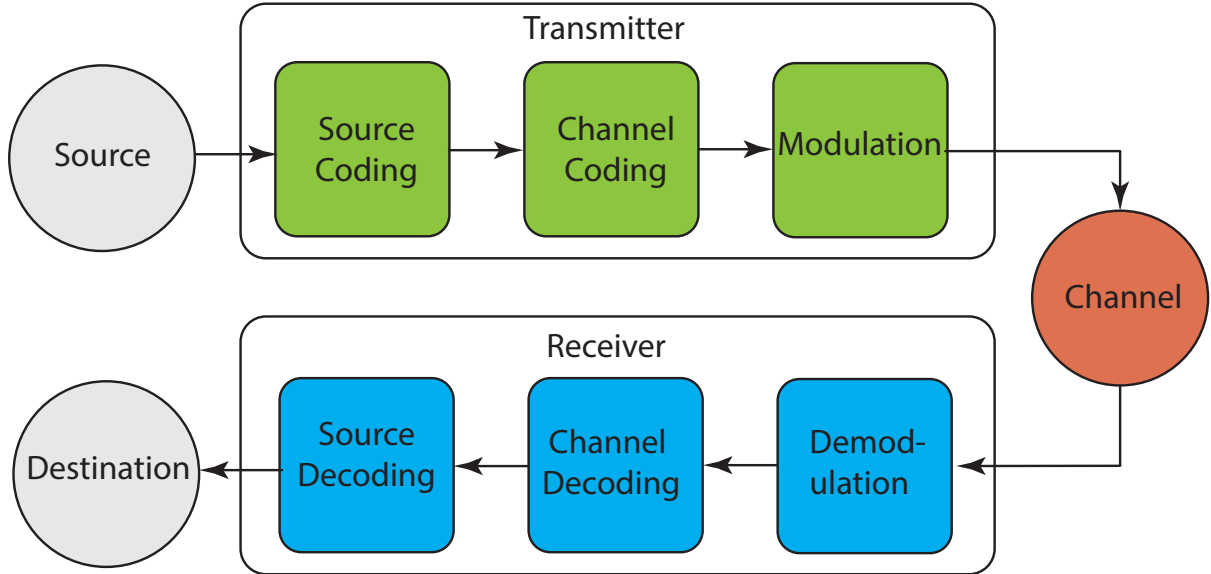 Transmitter
Source
Source
Coding
Channel
Coding
Modulation
Channel
Receiver
Destination
Source
Decoding
Channel
Decoding
Demod-
ulation